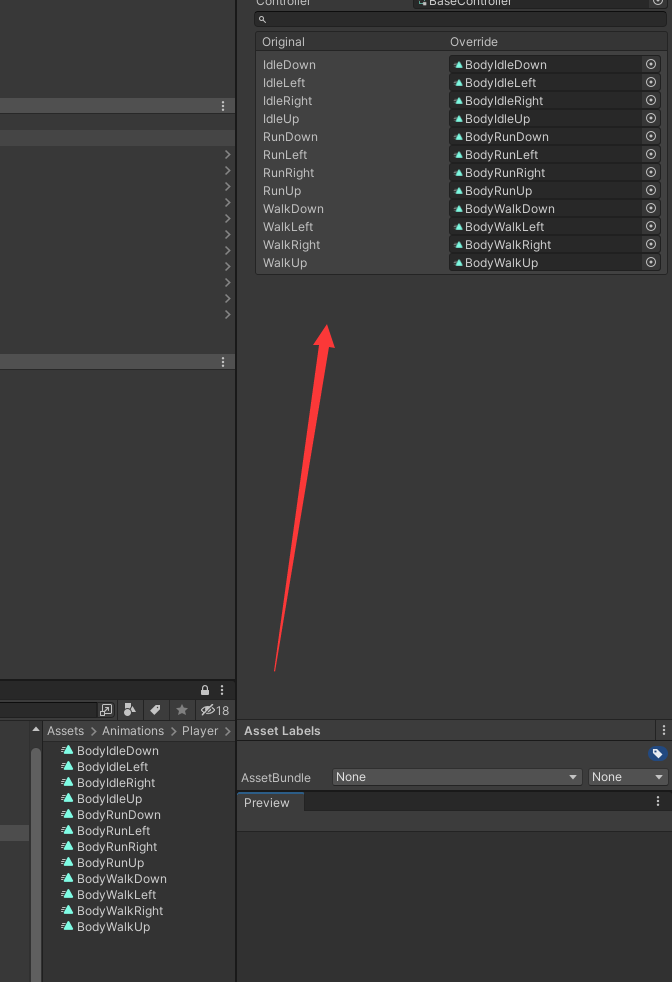 Controller BaseController
Original Override
IdleDown BodyIdleDown
IdleLeft BodyIdleLeft
IdleRight BodyIdleRight
IdleUp BodyIdleUp
RunDown BodyRunDown
RunLeft BodyRunLeft
RunRight BodyRunRight
RunUp BodyRunUp
WalkDown BodyWalkDown
WalkLeft BodyWalkLeft
WalkRight BodyWalkRight
WalkUp BodyWalkUp
18
Assets > Animations > Player >
BodyIdleDown
BodyIdleLeft
BodyIdleRight
BodyIdleUp
BodyRunDown
BodyRunLeft
BodyRunRight
BodyRunUp
BodyWalkDown
BodyWalkLeft
BodyWalkRight
BodyWalkUp
Asset Labels
AssetBundle None None
Preview